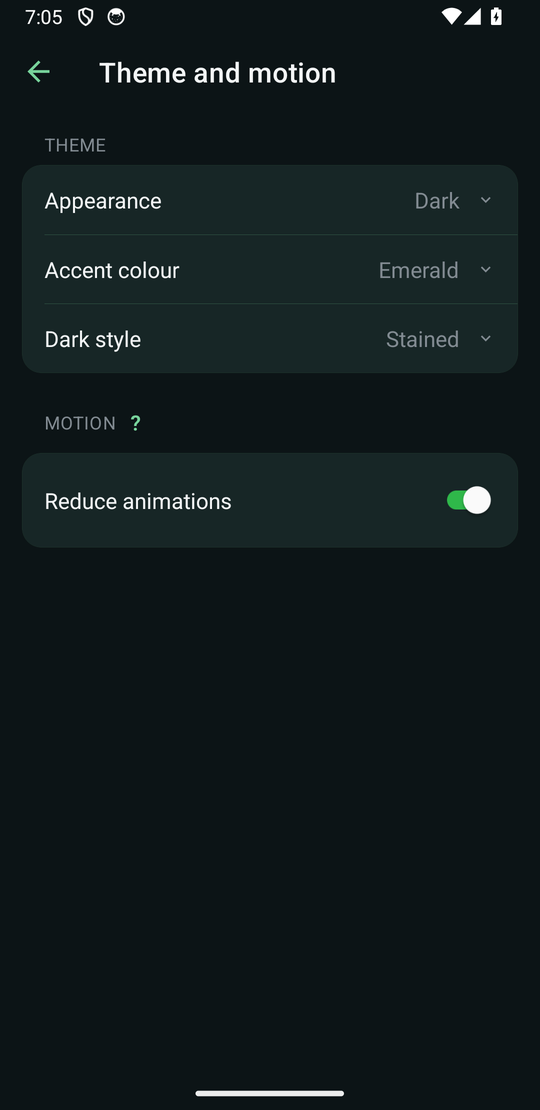 7:05
Theme and motion
THEME
Appearance Dark
Accent colour Emerald
Dark style Stained
MOTION ?
Reduce animations